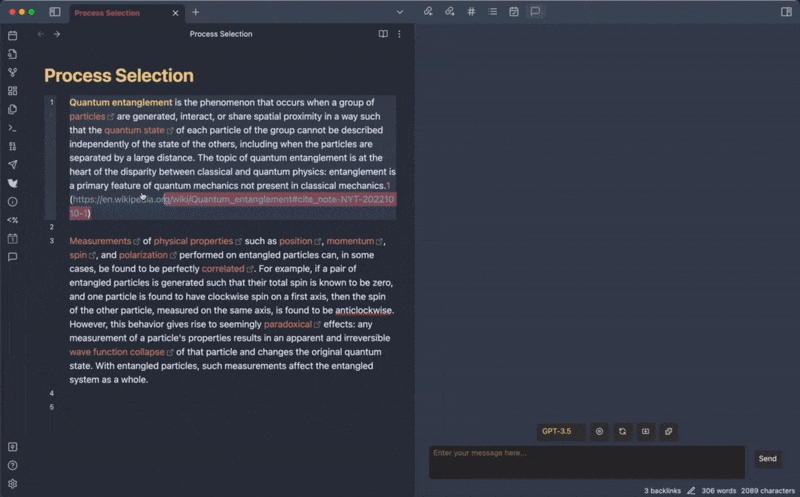 Process Selection
Process Selection
Process Selection
1
Quantum entanglement is the phenomenon that occurs when a group of
particles are generated, interact, or share spatial proximity in a way such
that the quantum state of each particle of the group cannot be described
independently of the state of the others, including when the particles are
separated by a large distance. The topic of quantum entanglement is at the
heart of the disparity between classical and quantum physics: entanglement is
a primary feature of quantum mechanics not present in classical mechanics.1
(https://en.wikipedia.org/wiki/Quantum_entanglement#cite_note-NYT-202210
10-1)
2
3
Measurements of physical properties such as position, momentum,
spin, and polarization performed on entangled particles can, in some
cases, be found to be perfectly correlated. For example, if a pair of
entangled particles is generated such that their total spin is known to be zero,
and one particle is found to have clockwise spin on a first axis, then the spin
of the other particle, measured on the same axis, is found to be anticlockwise.
However, this behavior gives rise to seemingly paradoxical effects: any
measurement of a particle's properties results in an apparent and irreversible
wave function collapse of that particle and changes the original quantum
state. With entangled particles, such measurements affect the entangled
system as a whole.
4
5
GPT-3.5
Enter your message here...
Send
3 backlinks 306 words 2089 characters